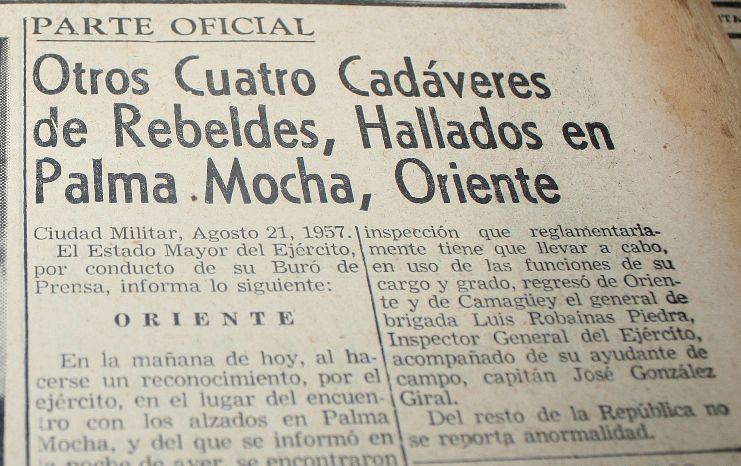 PARTE OFICIAL
Otros Cuatro Cadáveres
de Rebeldes, Hallados en
Palma Mocha, Oriente
Ciudad Militar, Agosto 21, 1957.
El Estado Mayor del Ejército,
por conducto de su Buró de
Prensa, informa lo siguiente:
ORIENTE
En la mañana de hoy, al ha-
cerse un reconocimiento, por el
ejército, en el lugar del encuen-
tro con los alzados en Palma
Mocha, y del que se informó en
la noche de ayer, se encontraron
inspección que reglamentaria-
mente tiene que llevar a cabo,
en uso de las funciones de su
cargo y grado, regresó de Orien-
te y de Camagüey el general de
brigada Luis Robainas Piedra,
Inspector General del Ejército,
acompañado de su ayudante de
campo, capitán José González
Giral.
Del resto de la República no
se reporta anormalidad.